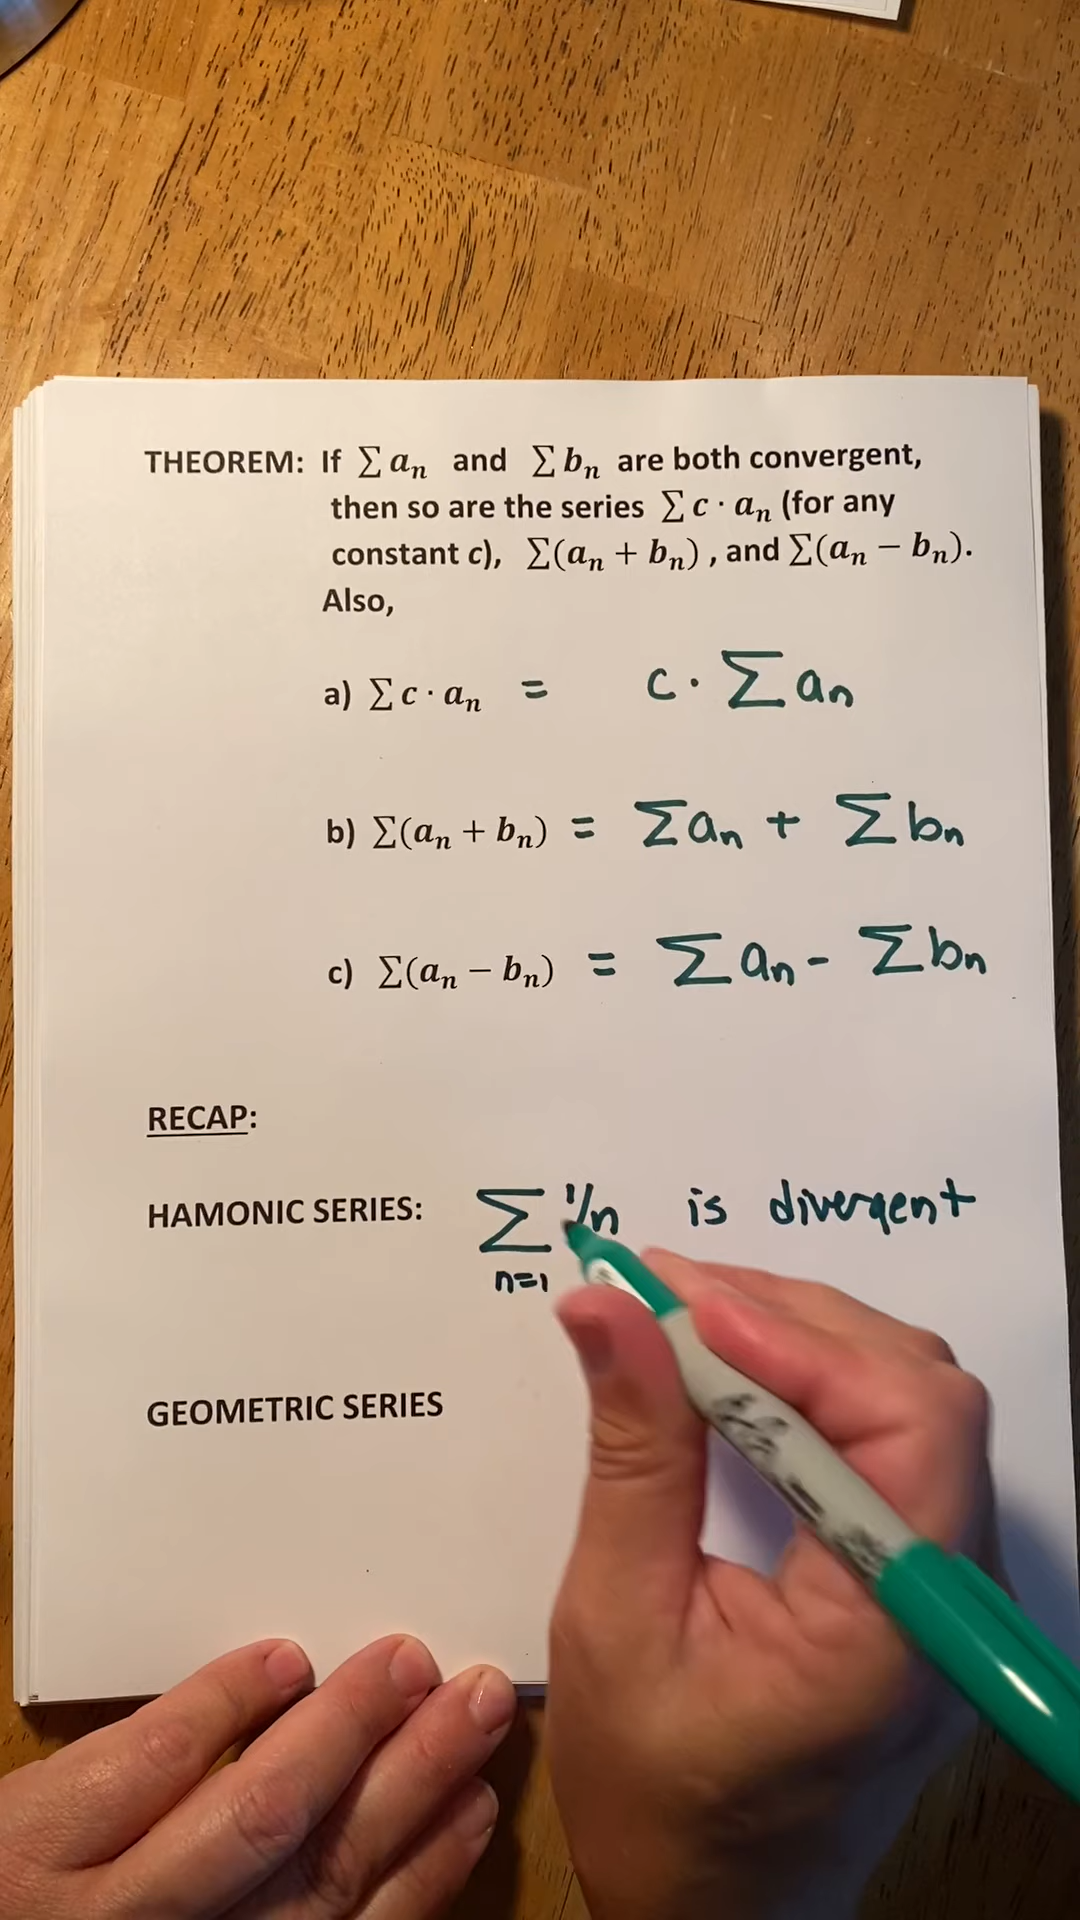 THEOREM: If ∑ aₙ and ∑ bₙ are both convergent,
then so are the series ∑ c · aₙ (for any
constant c), ∑(aₙ + bₙ) , and ∑(aₙ − bₙ).
Also,
a) ∑ c · aₙ = c · ∑ aₙ
b) ∑(aₙ + bₙ) = ∑ aₙ + ∑ bₙ
c) ∑(aₙ − bₙ) = ∑ aₙ - ∑ bₙ
RECAP:
HAMONIC SERIES: ∑ 1/n is divergent
n=1
GEOMETRIC SERIES